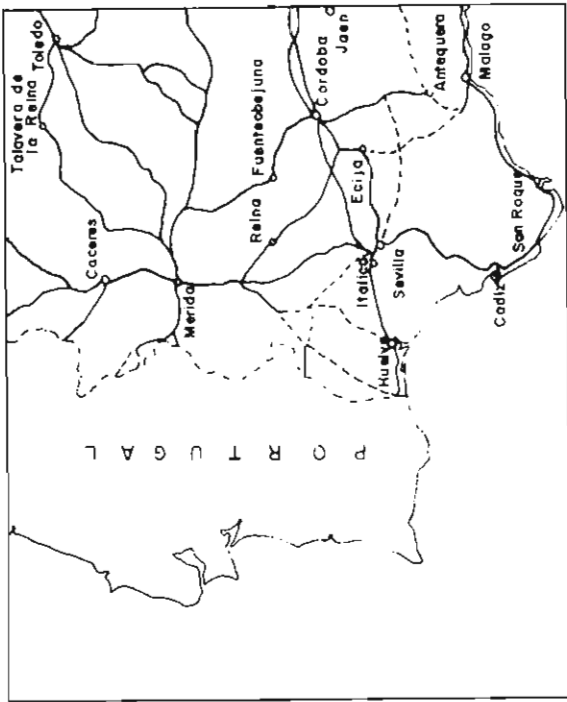 Talavera de
la Reina
Toledo
Caceres
Merida
Fuenteobejuna
Reina
Cordoba
Jaen
Ecija
Italica
Sevilla
Antequera
Malago
Huelva
Cadiz
San Roque
PORTUGAL